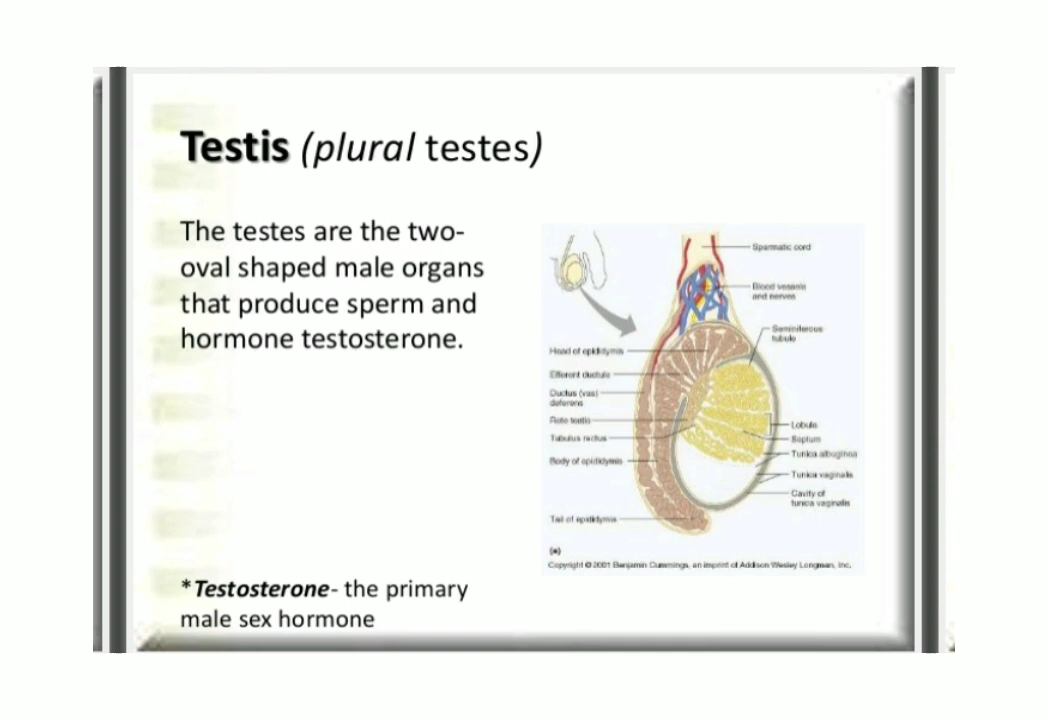 Testis (plural testes)
The testes are the two-
oval shaped male organs
that produce sperm and
hormone testosterone.
*Testosterone- the primary
male sex hormone
Spermatic cord
Blood vessels
and nerves
Seminiferous
tubule
Head of epididymis
Efferent ductule
Ductus (vas)
deferens
Rete testis
Tubulus rectus
Body of epididymis
Tail of epididymis
Lobule
Septum
Tunica albuginea
Tunica vaginalis
Cavity of
tunica vaginalis
(a)
Copyright © 2001 Benjamin Cummings, an imprint of Addison Wesley Longman, Inc.